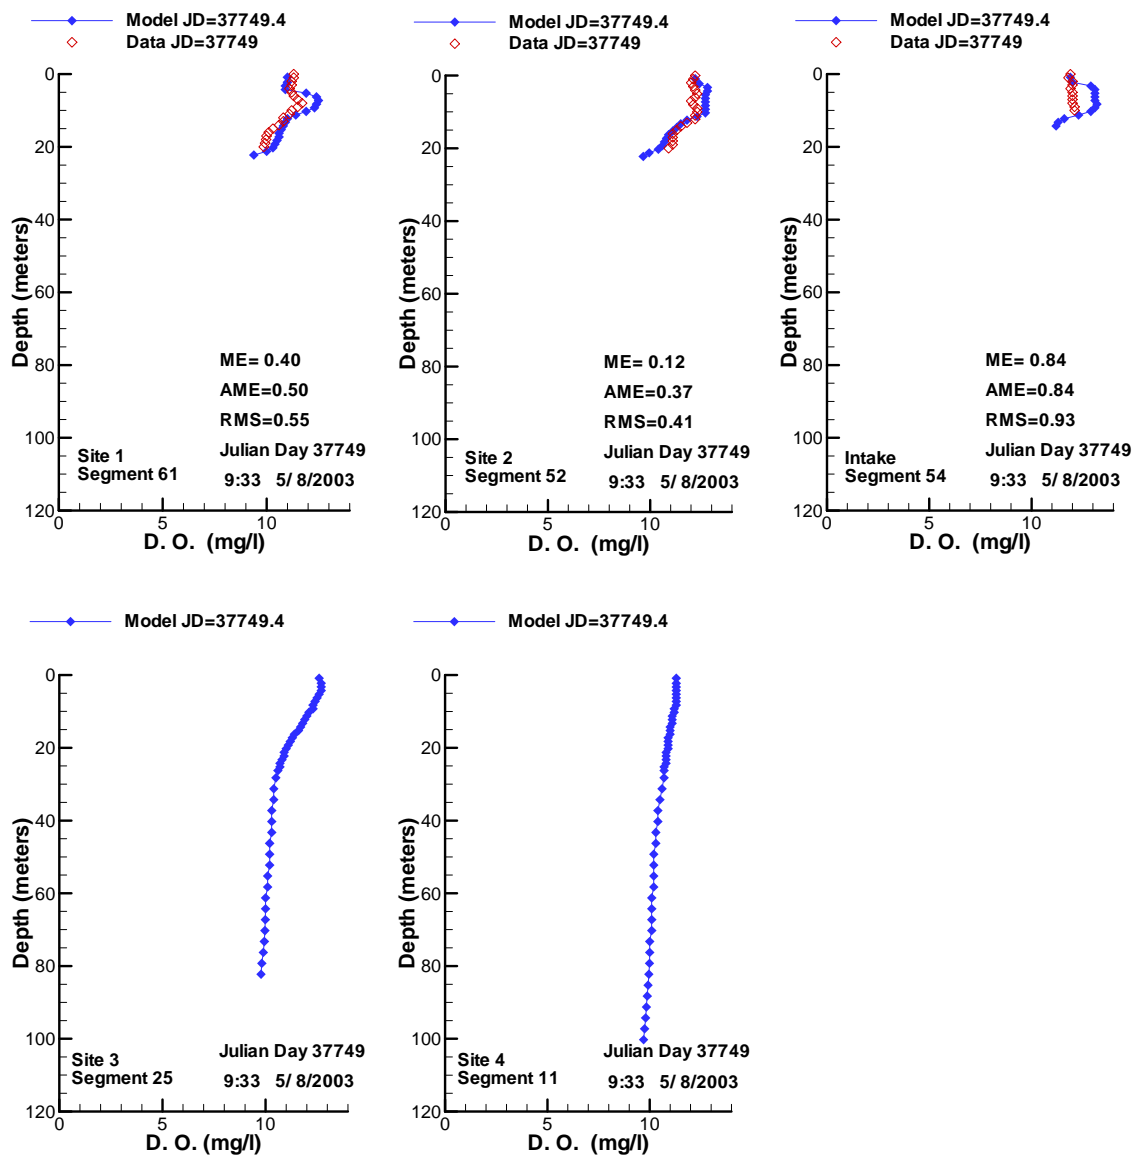 Model JD=37749.4
Data JD=37749
0
20
40
60
80
100
120
Depth (meters)
ME= 0.40
AME=0.50
RMS=0.55
Julian Day 37749
9:33 5/ 8/2003
Site 1
Segment 61
0 5 10
D. O. (mg/l)
Model JD=37749.4
Data JD=37749
0
20
40
60
80
100
120
Depth (meters)
ME= 0.12
AME=0.37
RMS=0.41
Julian Day 37749
9:33 5/ 8/2003
Site 2
Segment 52
0 5 10
D. O. (mg/l)
Model JD=37749.4
Data JD=37749
0
20
40
60
80
100
120
Depth (meters)
ME= 0.84
AME=0.84
RMS=0.93
Julian Day 37749
9:33 5/ 8/2003
Intake
Segment 54
0 5 10
D. O. (mg/l)
Model JD=37749.4
0
20
40
60
80
100
120
Depth (meters)
Julian Day 37749
9:33 5/ 8/2003
Site 3
Segment 25
0 5 10
D. O. (mg/l)
Model JD=37749.4
0
20
40
60
80
100
120
Depth (meters)
Julian Day 37749
9:33 5/ 8/2003
Site 4
Segment 11
0 5 10
D. O. (mg/l)